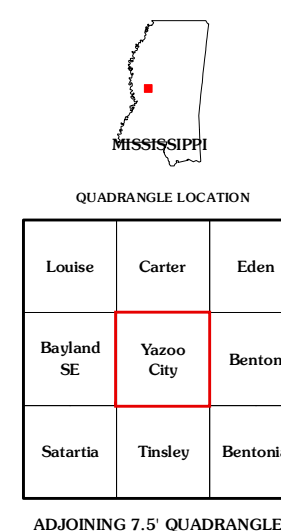 MISSISSIPPI
QUADRANGLE LOCATION
Louise Carter Eden
Bayland SE Yazoo City Benton
Satartia Tinsley Bentonia
ADJOINING 7.5' QUADRANGLE